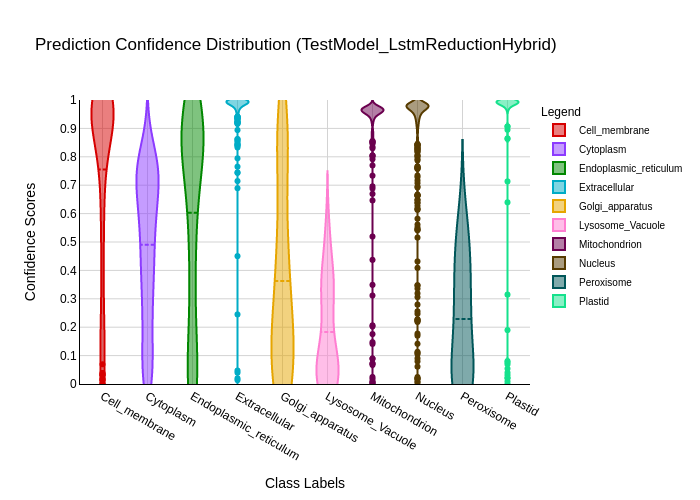 Prediction Confidence Distribution (TestModel_LstmReductionHybrid)
Legend
Cell_membrane
Cytoplasm
Endoplasmic_reticulum
Extracellular
Golgi_apparatus
Lysosome_Vacuole
Mitochondrion
Nucleus
Peroxisome
Plastid
Confidence Scores
1
0.9
0.8
0.7
0.6
0.5
0.4
0.3
0.2
0.1
0
Cell_membrane
Cytoplasm
Endoplasmic_reticulum
Extracellular
Golgi_apparatus
Lysosome_Vacuole
Mitochondrion
Nucleus
Peroxisome
Plastid
Class Labels